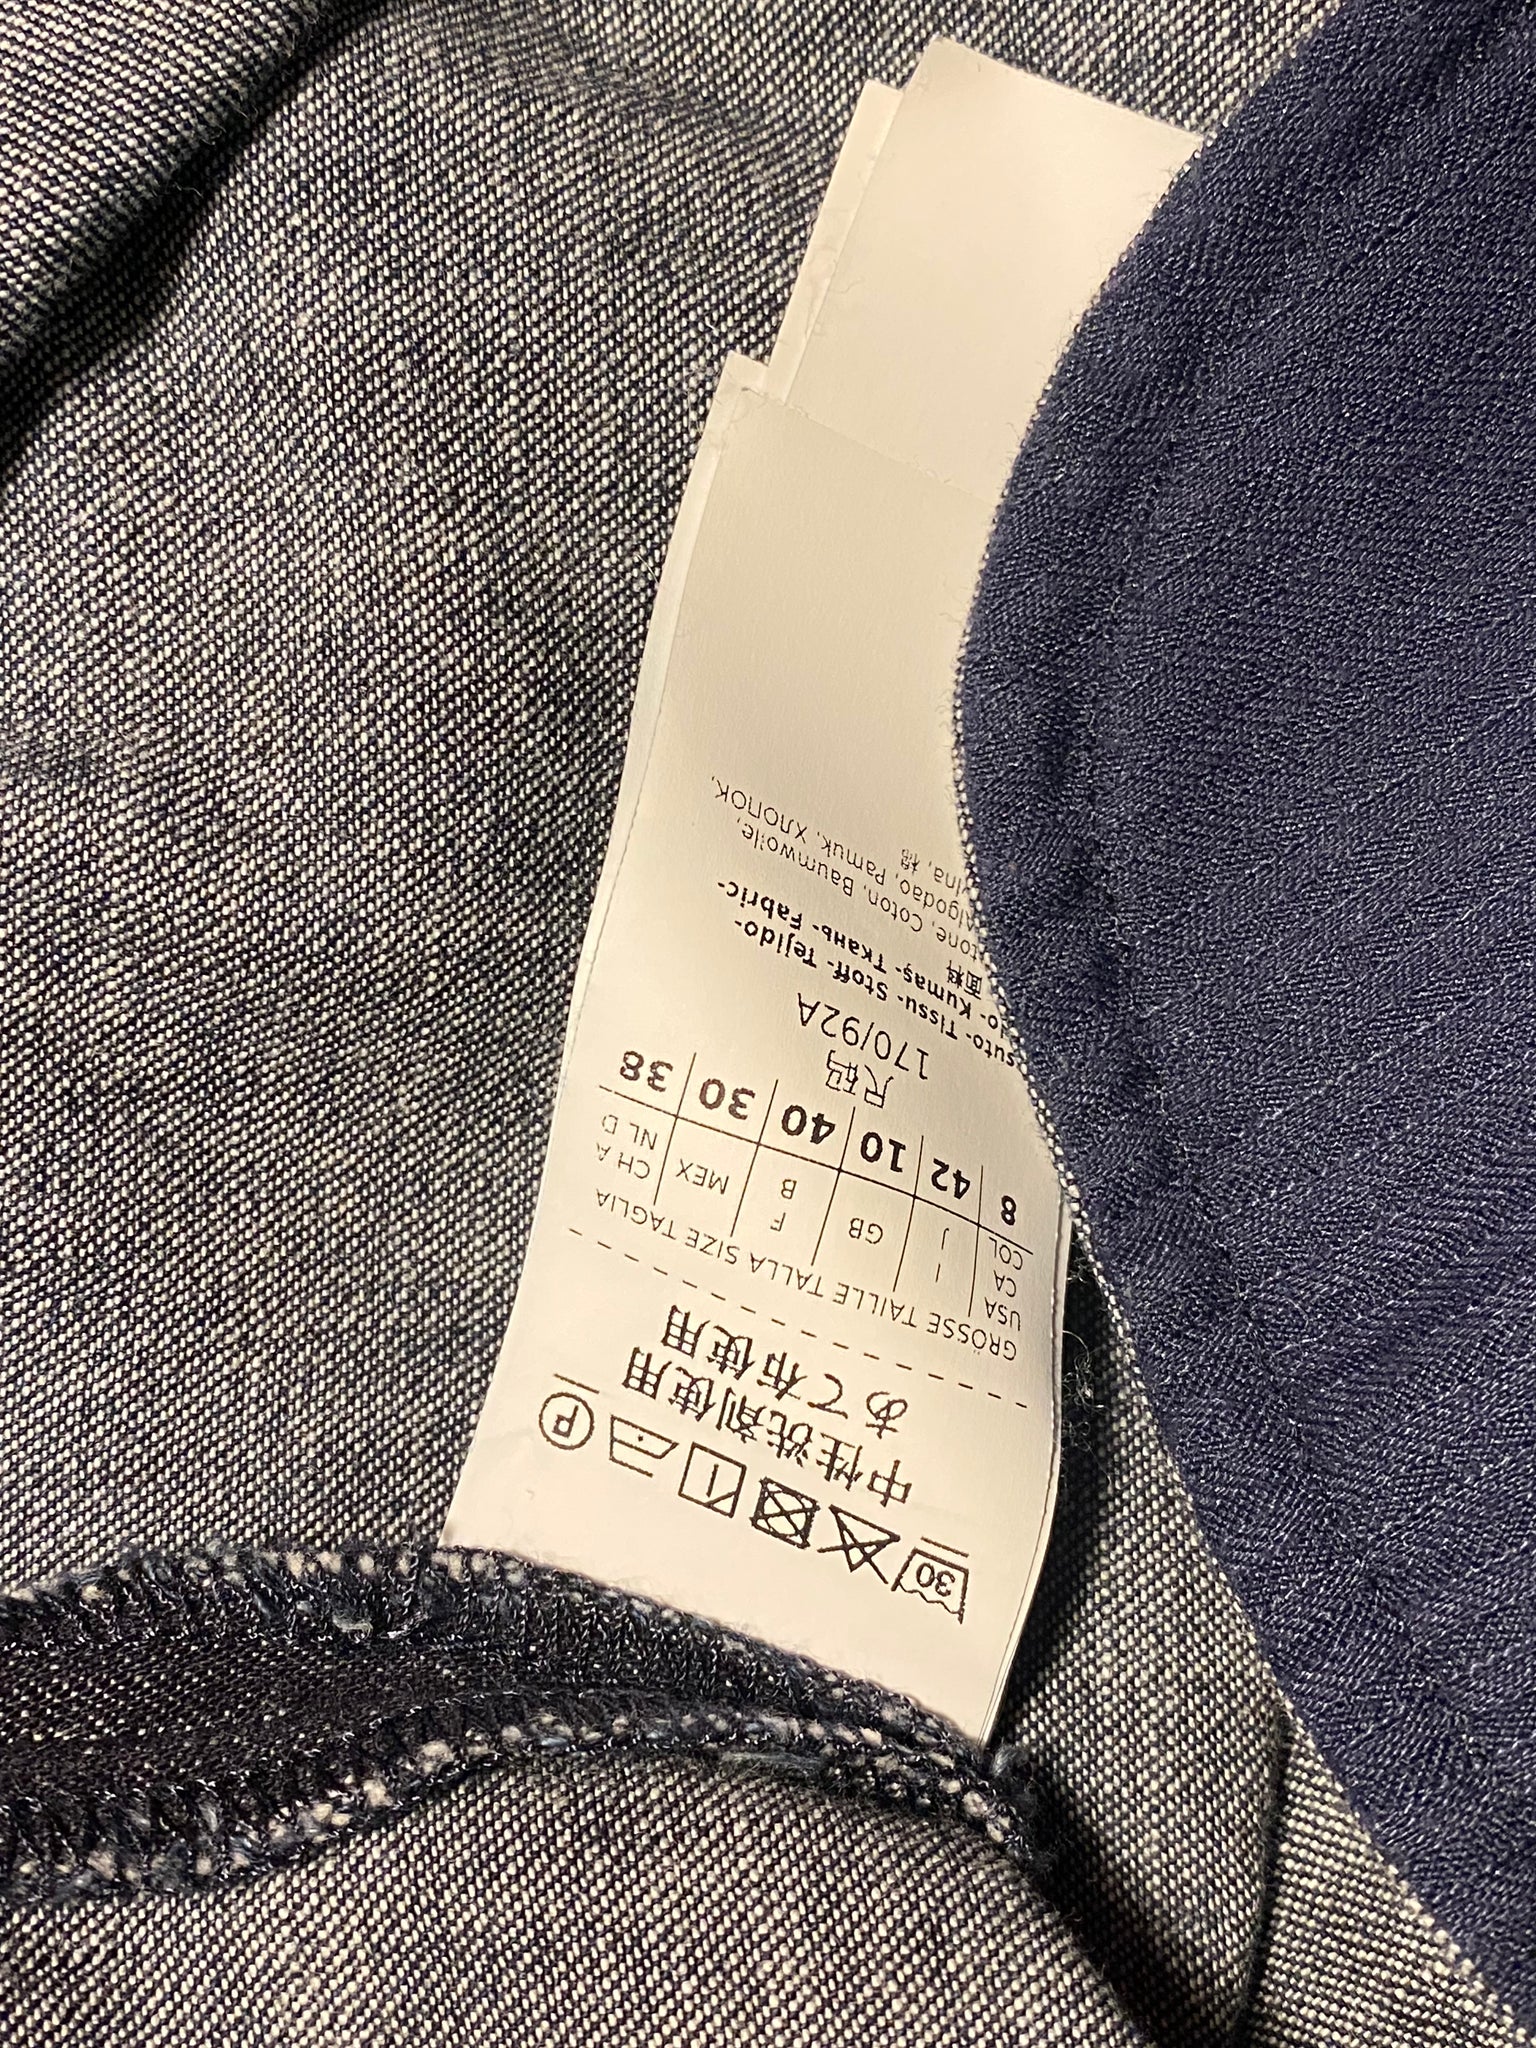 30 P
中性洗剤使用
あて布使用
GRÖSSE TAILLE TALLA SIZE TAGLIA
USA CA COL I J GB F B MEX CH A NL D
8 42 10 40 30 38
尺码
170/92A
Tissu- Stoff- Tejido-
Kumaş- Ткань- Fabric-
面料
Coton, Baumwolle,
Algodao, Pamuk, хлопок,
棉